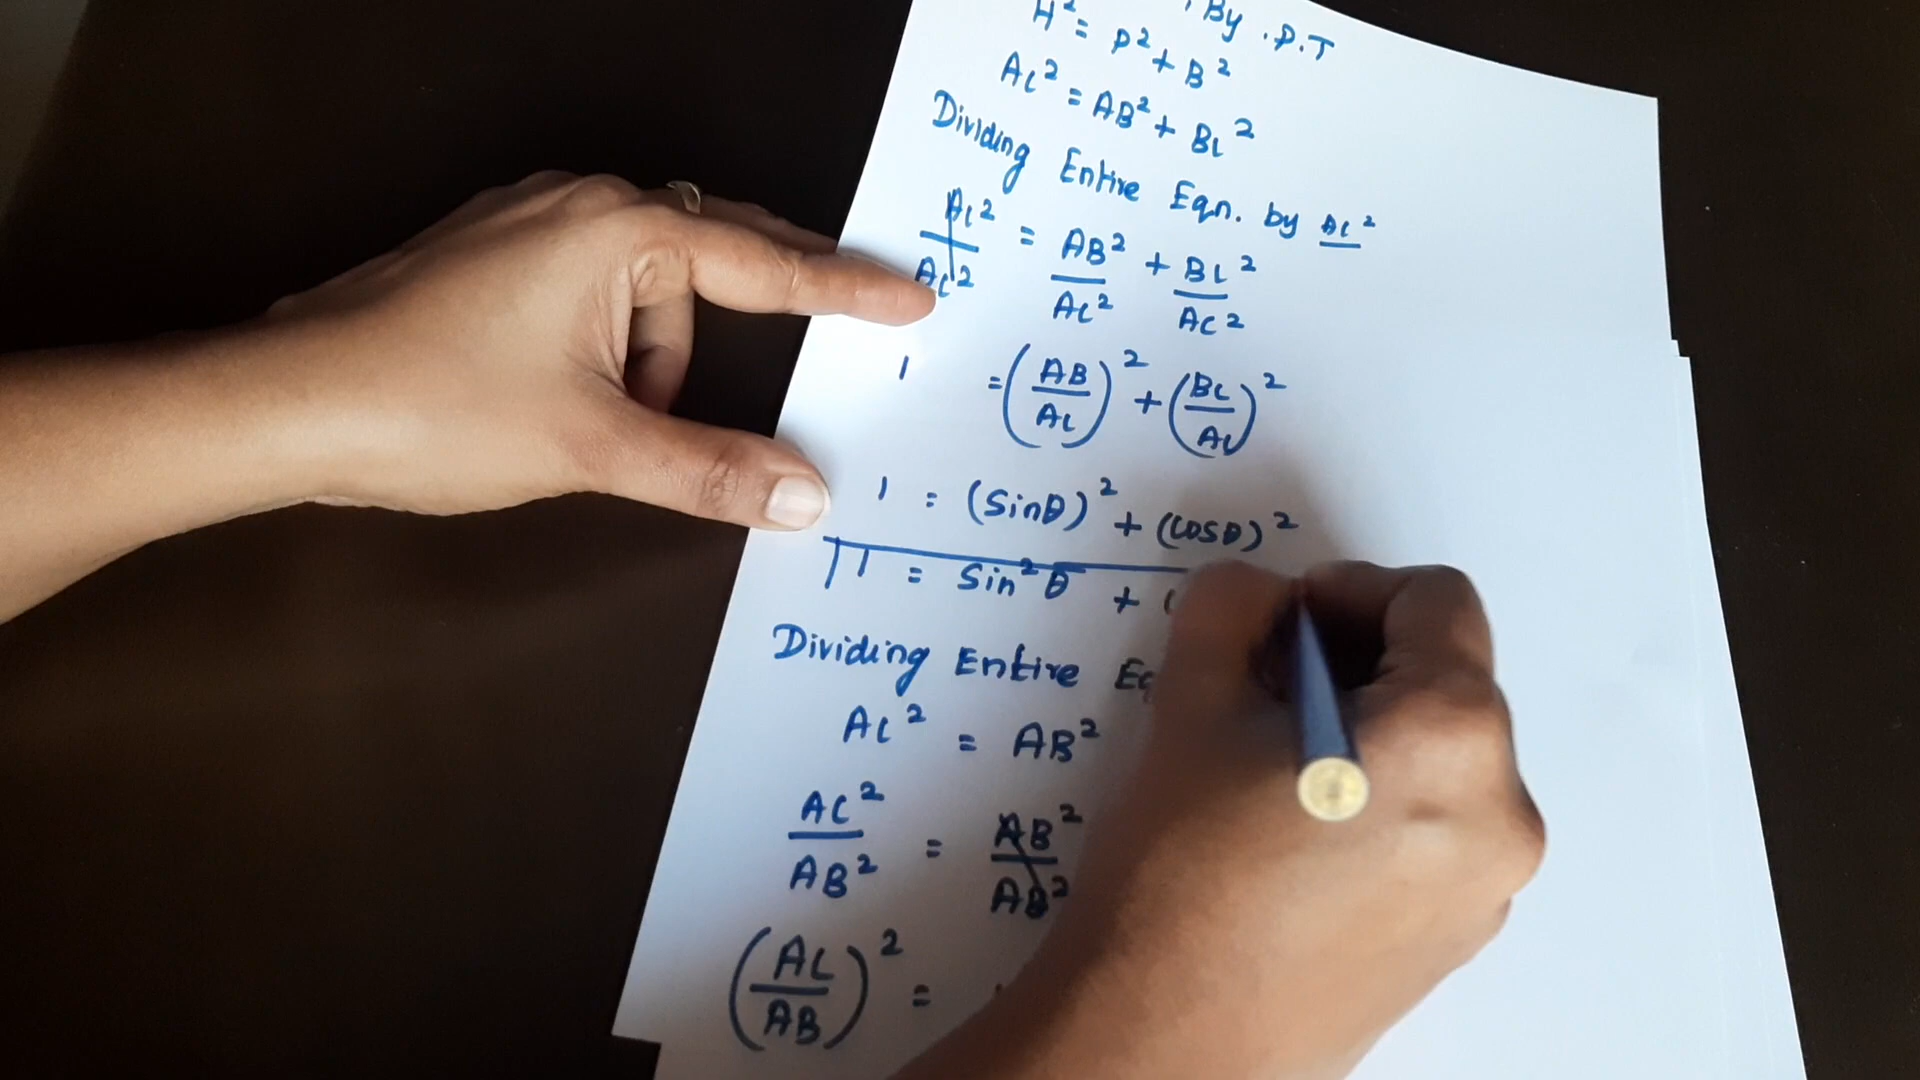 By .P.T
H² = P² + B²
AC² = AB² + BC²
Dividing Entire Eqn. by AC²
AC²/AC² = AB²/AC² + BC²/AC²
1 = (AB/AC)² + (BC/AC)²
1 = (Sinθ)² + (Cosθ)²
1 = Sin²θ +
Dividing Entire
AC² = AB²
AC²/AB² = AB²/AB²
(AC/AB)² =